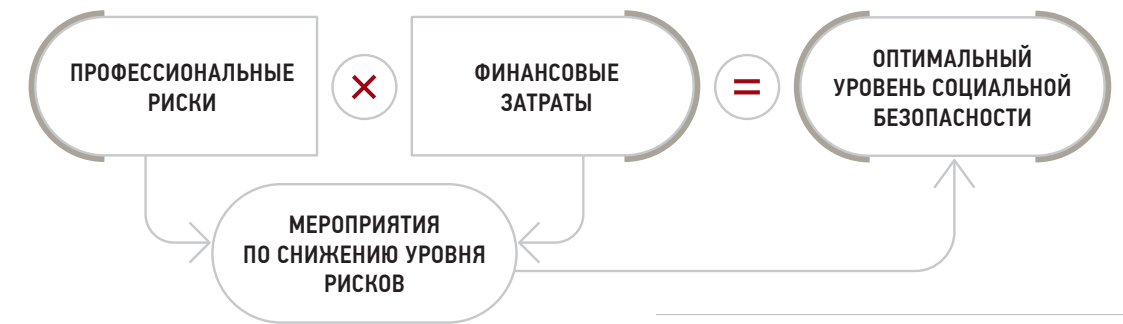 ПРОФЕССИОНАЛЬНЫЕ
РИСКИ
×
ФИНАНСОВЫЕ
ЗАТРАТЫ
=
ОПТИМАЛЬНЫЙ
УРОВЕНЬ СОЦИАЛЬНОЙ
БЕЗОПАСНОСТИ
МЕРОПРИЯТИЯ
ПО СНИЖЕНИЮ УРОВНЯ
РИСКОВ